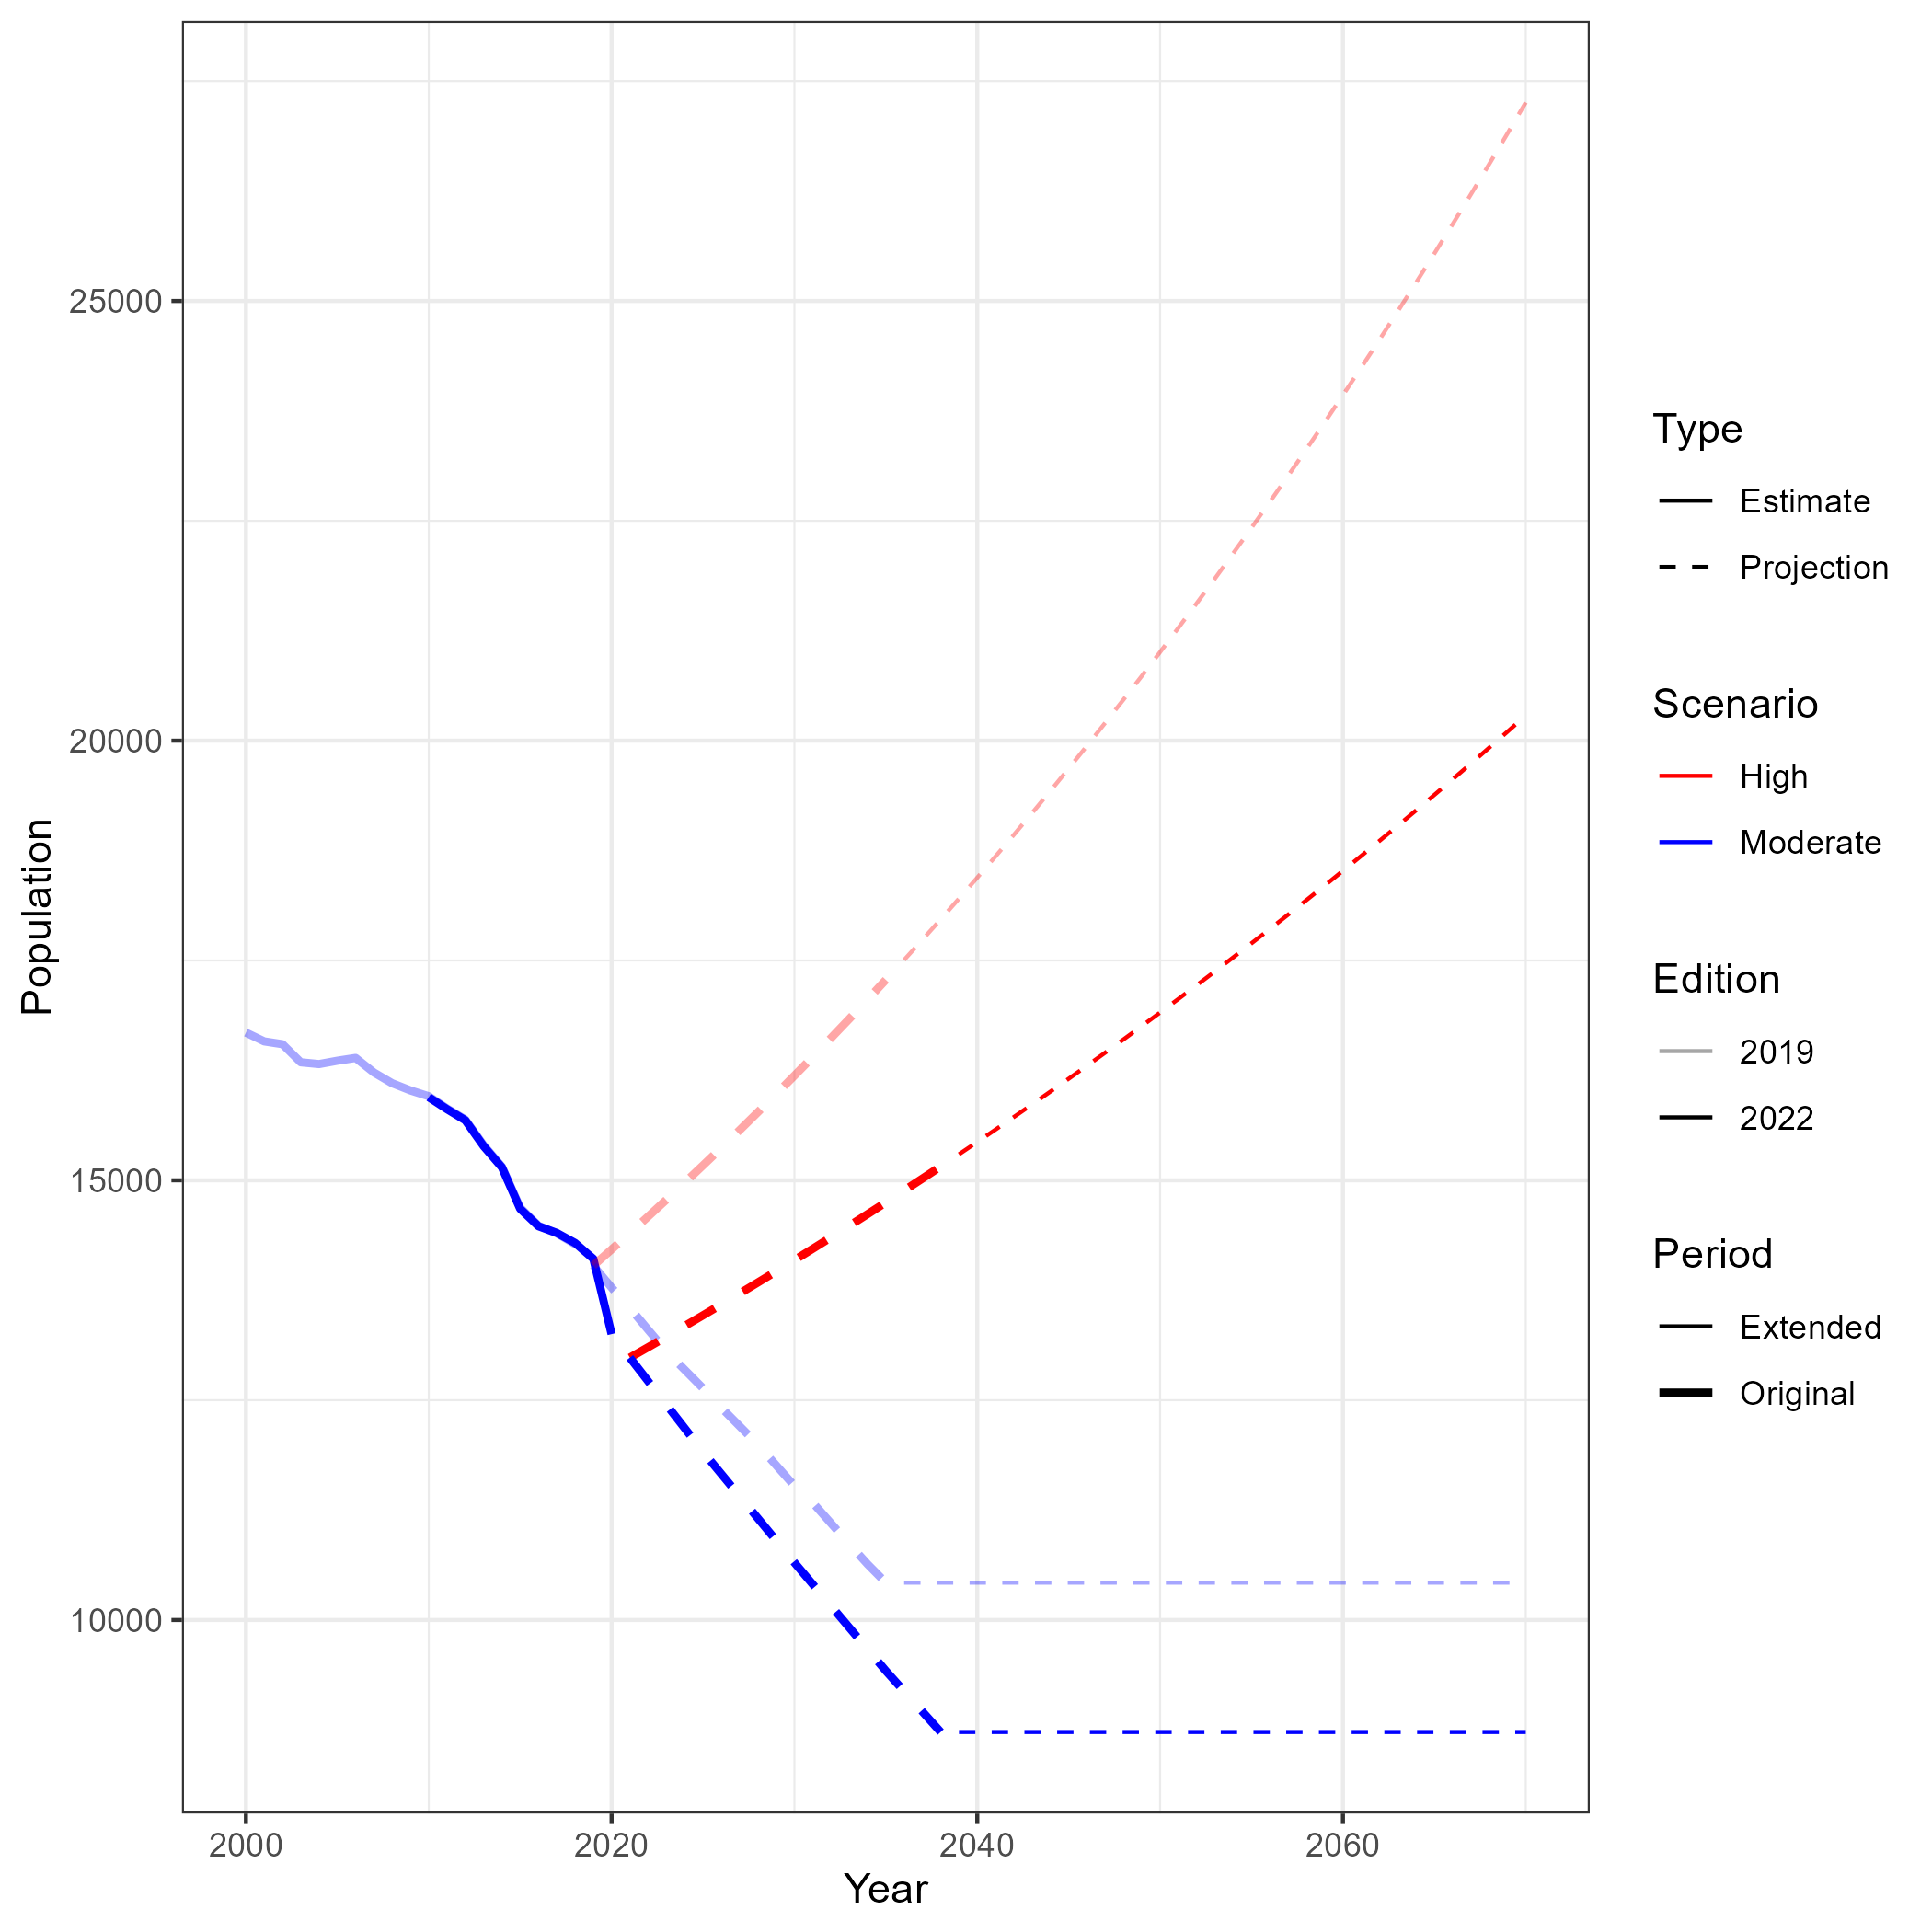 Population
25000
20000
15000
10000
2000
2020
2040
2060
Year
Type
Estimate
Projection
Scenario
High
Moderate
Edition
2019
2022
Period
Extended
Original